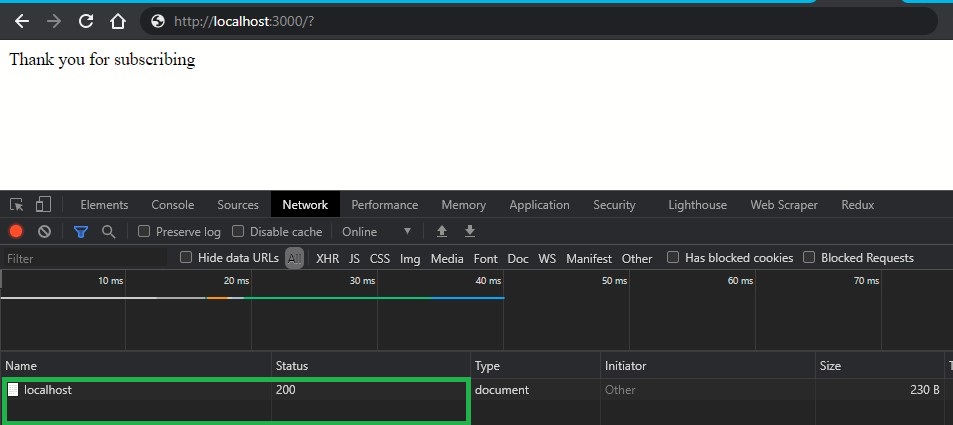 http://localhost:3000/?
Thank you for subscribing
Elements Console Sources Network Performance Memory Application Security Lighthouse Web Scraper Redux
Preserve log Disable cache Online
Filter Hide data URLs All XHR JS CSS Img Media Font Doc WS Manifest Other Has blocked cookies Blocked Requests
10 ms 20 ms 30 ms 40 ms 50 ms 60 ms 70 ms
Name Status Type Initiator Size T
localhost 200 document Other 230 B